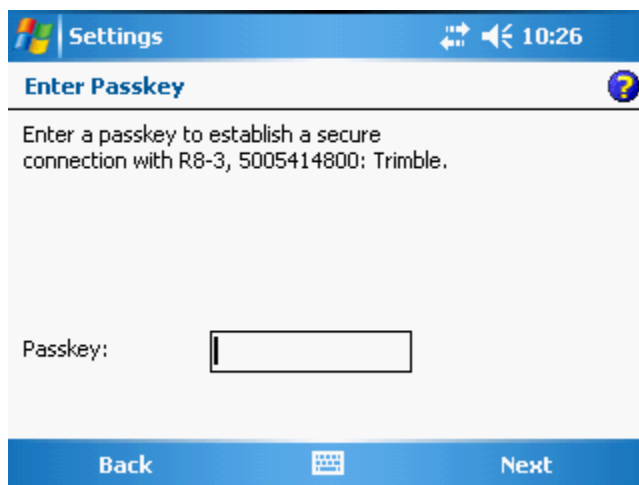 Settings 10:26
Enter Passkey ?
Enter a passkey to establish a secure
connection with R8-3, 5005414800: Trimble.
Passkey:
Back Next